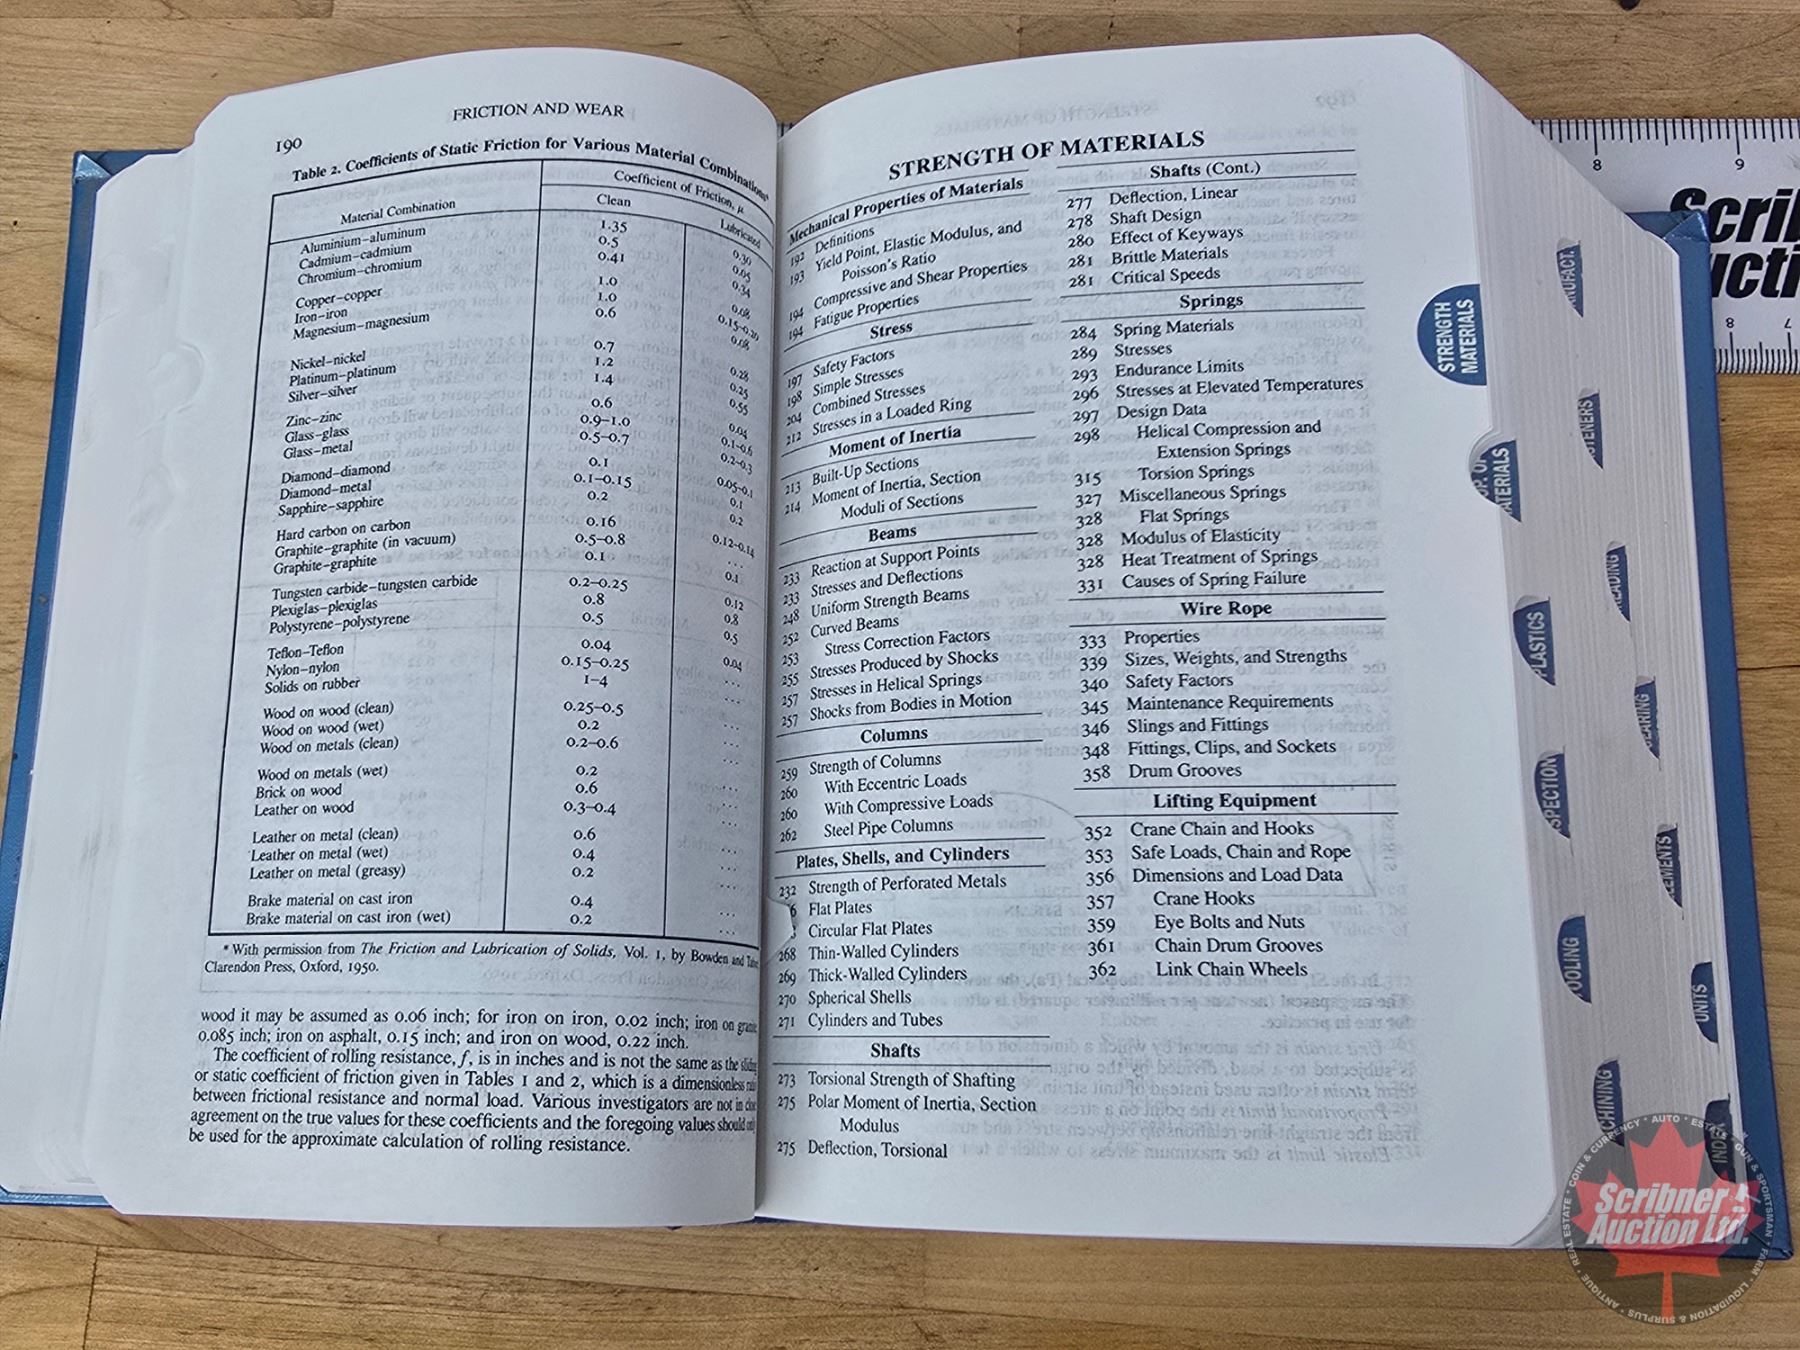 FRICTION AND WEAR
190
Table 2. Coefficients of Static Friction for Various Material Combinations*
Material Combination
Coefficient of Friction, μ
Clean
Lubricated
Aluminium–aluminum 1.35 0.30
Cadmium–cadmium 0.5 0.05
Chromium–chromium 0.41 0.34
Copper–copper 1.0 0.08
Iron–iron 1.0 0.15–0.20
Magnesium–magnesium 0.6 0.08
Nickel–nickel 0.7 0.28
Platinum–platinum 1.2 0.25
Silver–silver 1.4 0.55
Zinc–zinc 0.6 0.04
Glass–glass 0.9–1.0 0.1–0.6
Glass–metal 0.5–0.7 0.2–0.3
Diamond–diamond 0.1 0.05–0.1
Diamond–metal 0.1–0.15 0.1
Sapphire–sapphire 0.2 0.2
Hard carbon on carbon 0.16 0.12–0.14
Graphite–graphite (in vacuum) 0.5–0.8 ...
Graphite–graphite 0.1 0.1
Tungsten carbide–tungsten carbide 0.2–0.25 0.12
Plexiglas–plexiglas 0.8 0.8
Polystyrene–polystyrene 0.5 0.5
Teflon–Teflon 0.04 0.04
Nylon–nylon 0.15–0.25 ...
Solids on rubber 1–4 ...
Wood on wood (clean) 0.25–0.5 ...
Wood on wood (wet) 0.2 ...
Wood on metals (clean) 0.2–0.6 ...
Wood on metals (wet) 0.2 ...
Brick on wood 0.6 ...
Leather on wood 0.3–0.4 ...
Leather on metal (clean) 0.6 ...
Leather on metal (wet) 0.4 ...
Leather on metal (greasy) 0.2 ...
Brake material on cast iron 0.4 ...
Brake material on cast iron (wet) 0.2 ...
* With permission from The Friction and Lubrication of Solids, Vol. 1, by Bowden and
Clarendon Press, Oxford, 1950.
wood it may be assumed as 0.06 inch; for iron on iron, 0.02 inch; iron on granite
0.085 inch; iron on asphalt, 0.15 inch; and iron on wood, 0.22 inch.
The coefficient of rolling resistance, f, is in inches and is not the same as the sliding
or static coefficient of friction given in Tables 1 and 2, which is a dimensionless
between frictional resistance and normal load. Various investigators are not in close
agreement on the true values for these coefficients and the foregoing values should only
be used for the approximate calculation of rolling resistance.
STRENGTH OF MATERIALS
Mechanical Properties of Materials
192 Definitions
193 Yield Point, Elastic Modulus, and
Poisson's Ratio
194 Compressive and Shear Properties
194 Fatigue Properties
Stress
197 Safety Factors
198 Simple Stresses
204 Combined Stresses
212 Stresses in a Loaded Ring
Moment of Inertia
213 Built-Up Sections
214 Moment of Inertia, Section
Moduli of Sections
Beams
233 Reaction at Support Points
233 Stresses and Deflections
248 Uniform Strength Beams
252 Curved Beams
253 Stress Correction Factors
255 Stresses Produced by Shocks
257 Stresses in Helical Springs
257 Shocks from Bodies in Motion
Columns
259 Strength of Columns
260 With Eccentric Loads
260 With Compressive Loads
262 Steel Pipe Columns
Plates, Shells, and Cylinders
232 Strength of Perforated Metals
6 Flat Plates
Circular Flat Plates
268 Thin-Walled Cylinders
269 Thick-Walled Cylinders
270 Spherical Shells
271 Cylinders and Tubes
Shafts
273 Torsional Strength of Shafting
275 Polar Moment of Inertia, Section
Modulus
275 Deflection, Torsional
Shafts (Cont.)
277 Deflection, Linear
278 Shaft Design
280 Effect of Keyways
281 Brittle Materials
281 Critical Speeds
Springs
284 Spring Materials
289 Stresses
293 Endurance Limits
296 Stresses at Elevated Temperatures
297 Design Data
298 Helical Compression and
Extension Springs
315 Torsion Springs
327 Miscellaneous Springs
328 Flat Springs
328 Modulus of Elasticity
328 Heat Treatment of Springs
331 Causes of Spring Failure
Wire Rope
333 Properties
339 Sizes, Weights, and Strengths
340 Safety Factors
345 Maintenance Requirements
346 Slings and Fittings
348 Fittings, Clips, and Sockets
358 Drum Grooves
Lifting Equipment
352 Crane Chain and Hooks
353 Safe Loads, Chain and Rope
356 Dimensions and Load Data
357 Crane Hooks
359 Eye Bolts and Nuts
361 Chain Drum Grooves
362 Link Chain Wheels
STRENGTH
MATERIALS
ATERIALS
PLASTICS
SPECTION
OOLING
CHINING
ANUFACT.
STENERS
EADING
EARING
LEMENTS
UNITS
INDEX
8 9
Scrib
uctio
8 7
Scribner
Auction Ltd.
AUTO • ESTATE • GUN & SPORTSMAN • FARM • LIQUIDATION & SURPLUS • ANTIQUE • REAL ESTATE • COIN & CURRENCY •